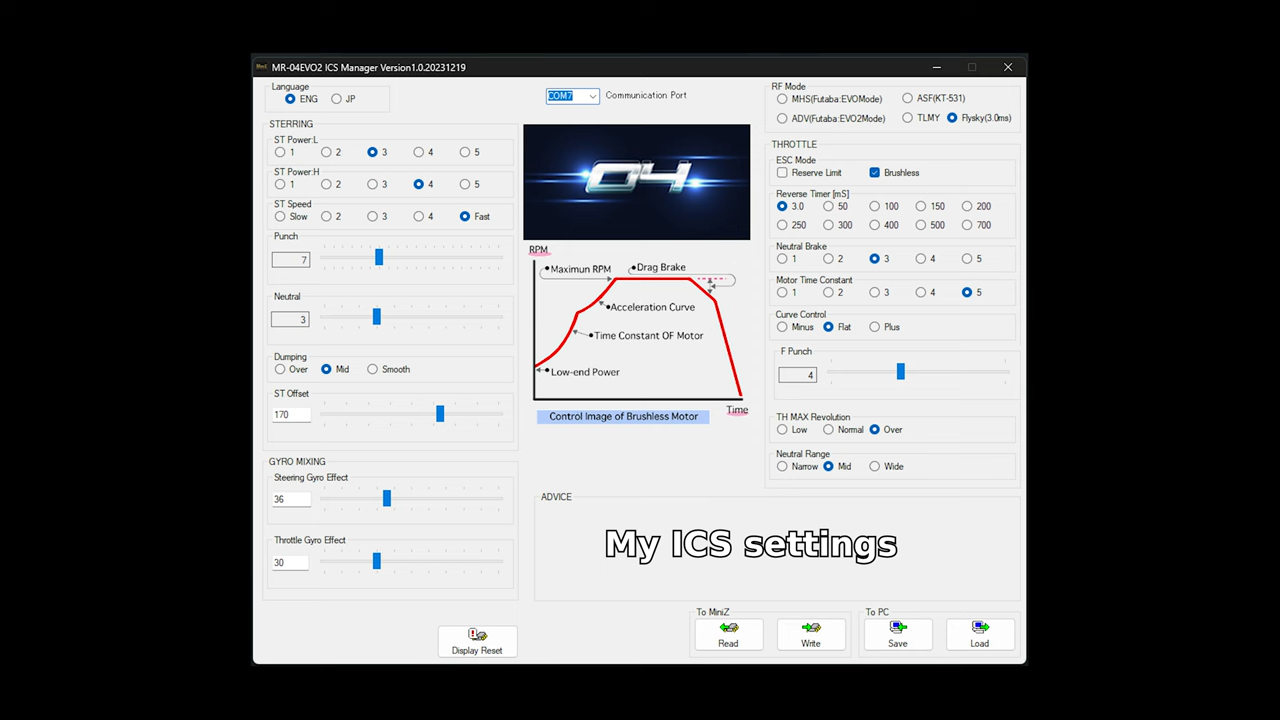 MR-04EVO2 ICS Manager Version1.0.20231219
Language
ENG JP
STERRING
ST Power:L
1 2 3 4 5
ST Power:H
1 2 3 4 5
ST Speed
Slow 2 3 4 Fast
Punch
7
Neutral
3
Dumping
Over Mid Smooth
ST Offset
170
GYRO MIXING
Steering Gyro Effect
36
Throttle Gyro Effect
30
Display Reset
COM7 Communication Port
04
RPM
Maximun RPM
Drag Brake
Acceleration Curve
Time Constant OF Motor
Low-end Power
Time
Control Image of Brushless Motor
RF Mode
MHS(Futaba:EVOMode) ASF(KT-531)
ADV(Futaba:EVO2Mode) TLMY Flysky(3.0ms)
THROTTLE
ESC Mode
Reserve Limit Brushless
Reverse Timer [mS]
3.0 50 100 150 200
250 300 400 500 700
Neutral Brake
1 2 3 4 5
Motor Time Constant
1 2 3 4 5
Curve Control
Minus Flat Plus
F Punch
4
TH MAX Revolution
Low Normal Over
Neutral Range
Narrow Mid Wide
ADVICE
My ICS settings
To MiniZ
Read Write
To PC
Save Load